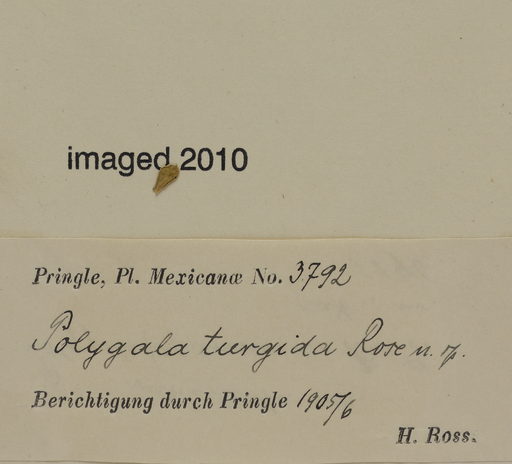 imaged 2010
Pringle, Pl. Mexicanæ No. 3792
Polygala turgida Rose n. sp.
Berichtigung durch Pringle 1905/6
H. Ross.